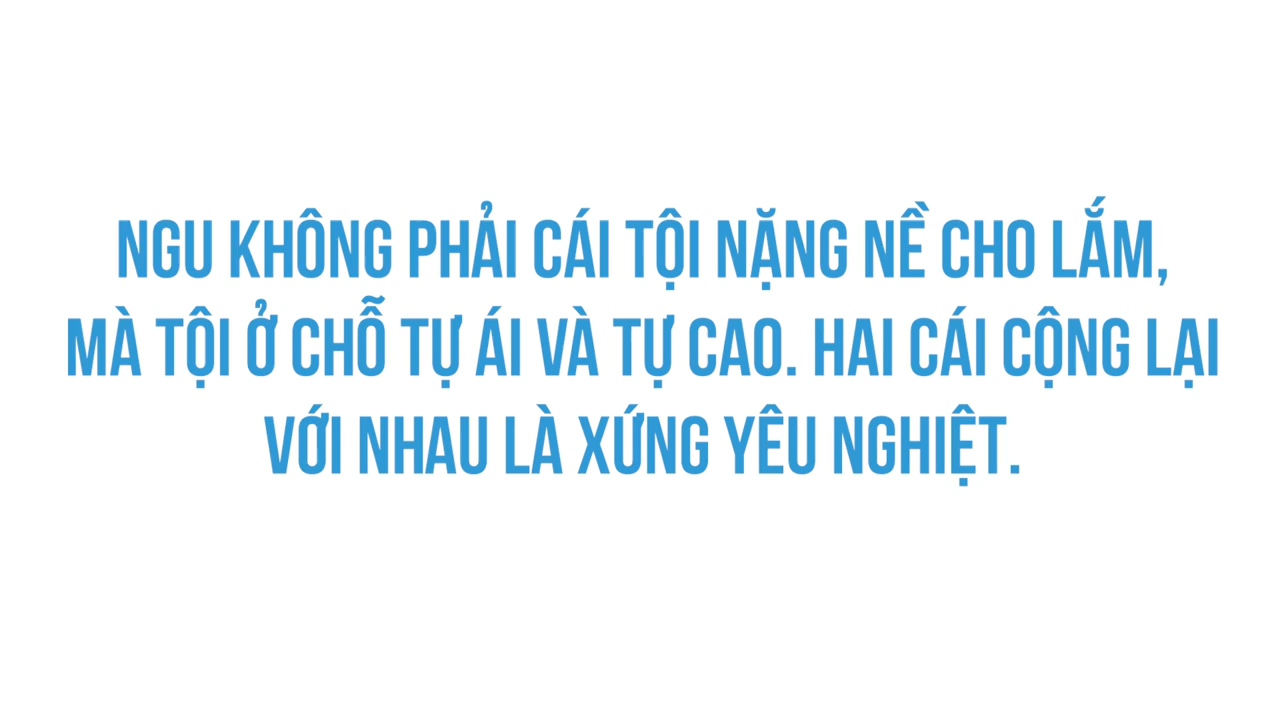 NGU KHÔNG PHẢI CÁI TỘI NẶNG NỀ CHO LẮM,
MÀ TỘI Ở CHỖ TỰ ÁI VÀ TỰ CAO. HAI CÁI CỘNG LẠI
VỚI NHAU LÀ XỨNG YÊU NGHIỆT.